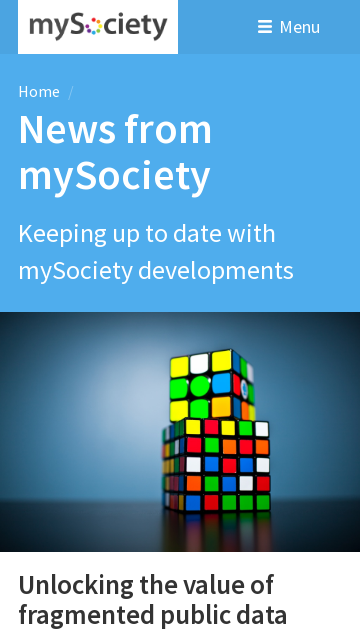 mySociety
Menu
Home /
News from
mySociety
Keeping up to date with
mySociety developments
Unlocking the value of
fragmented public data